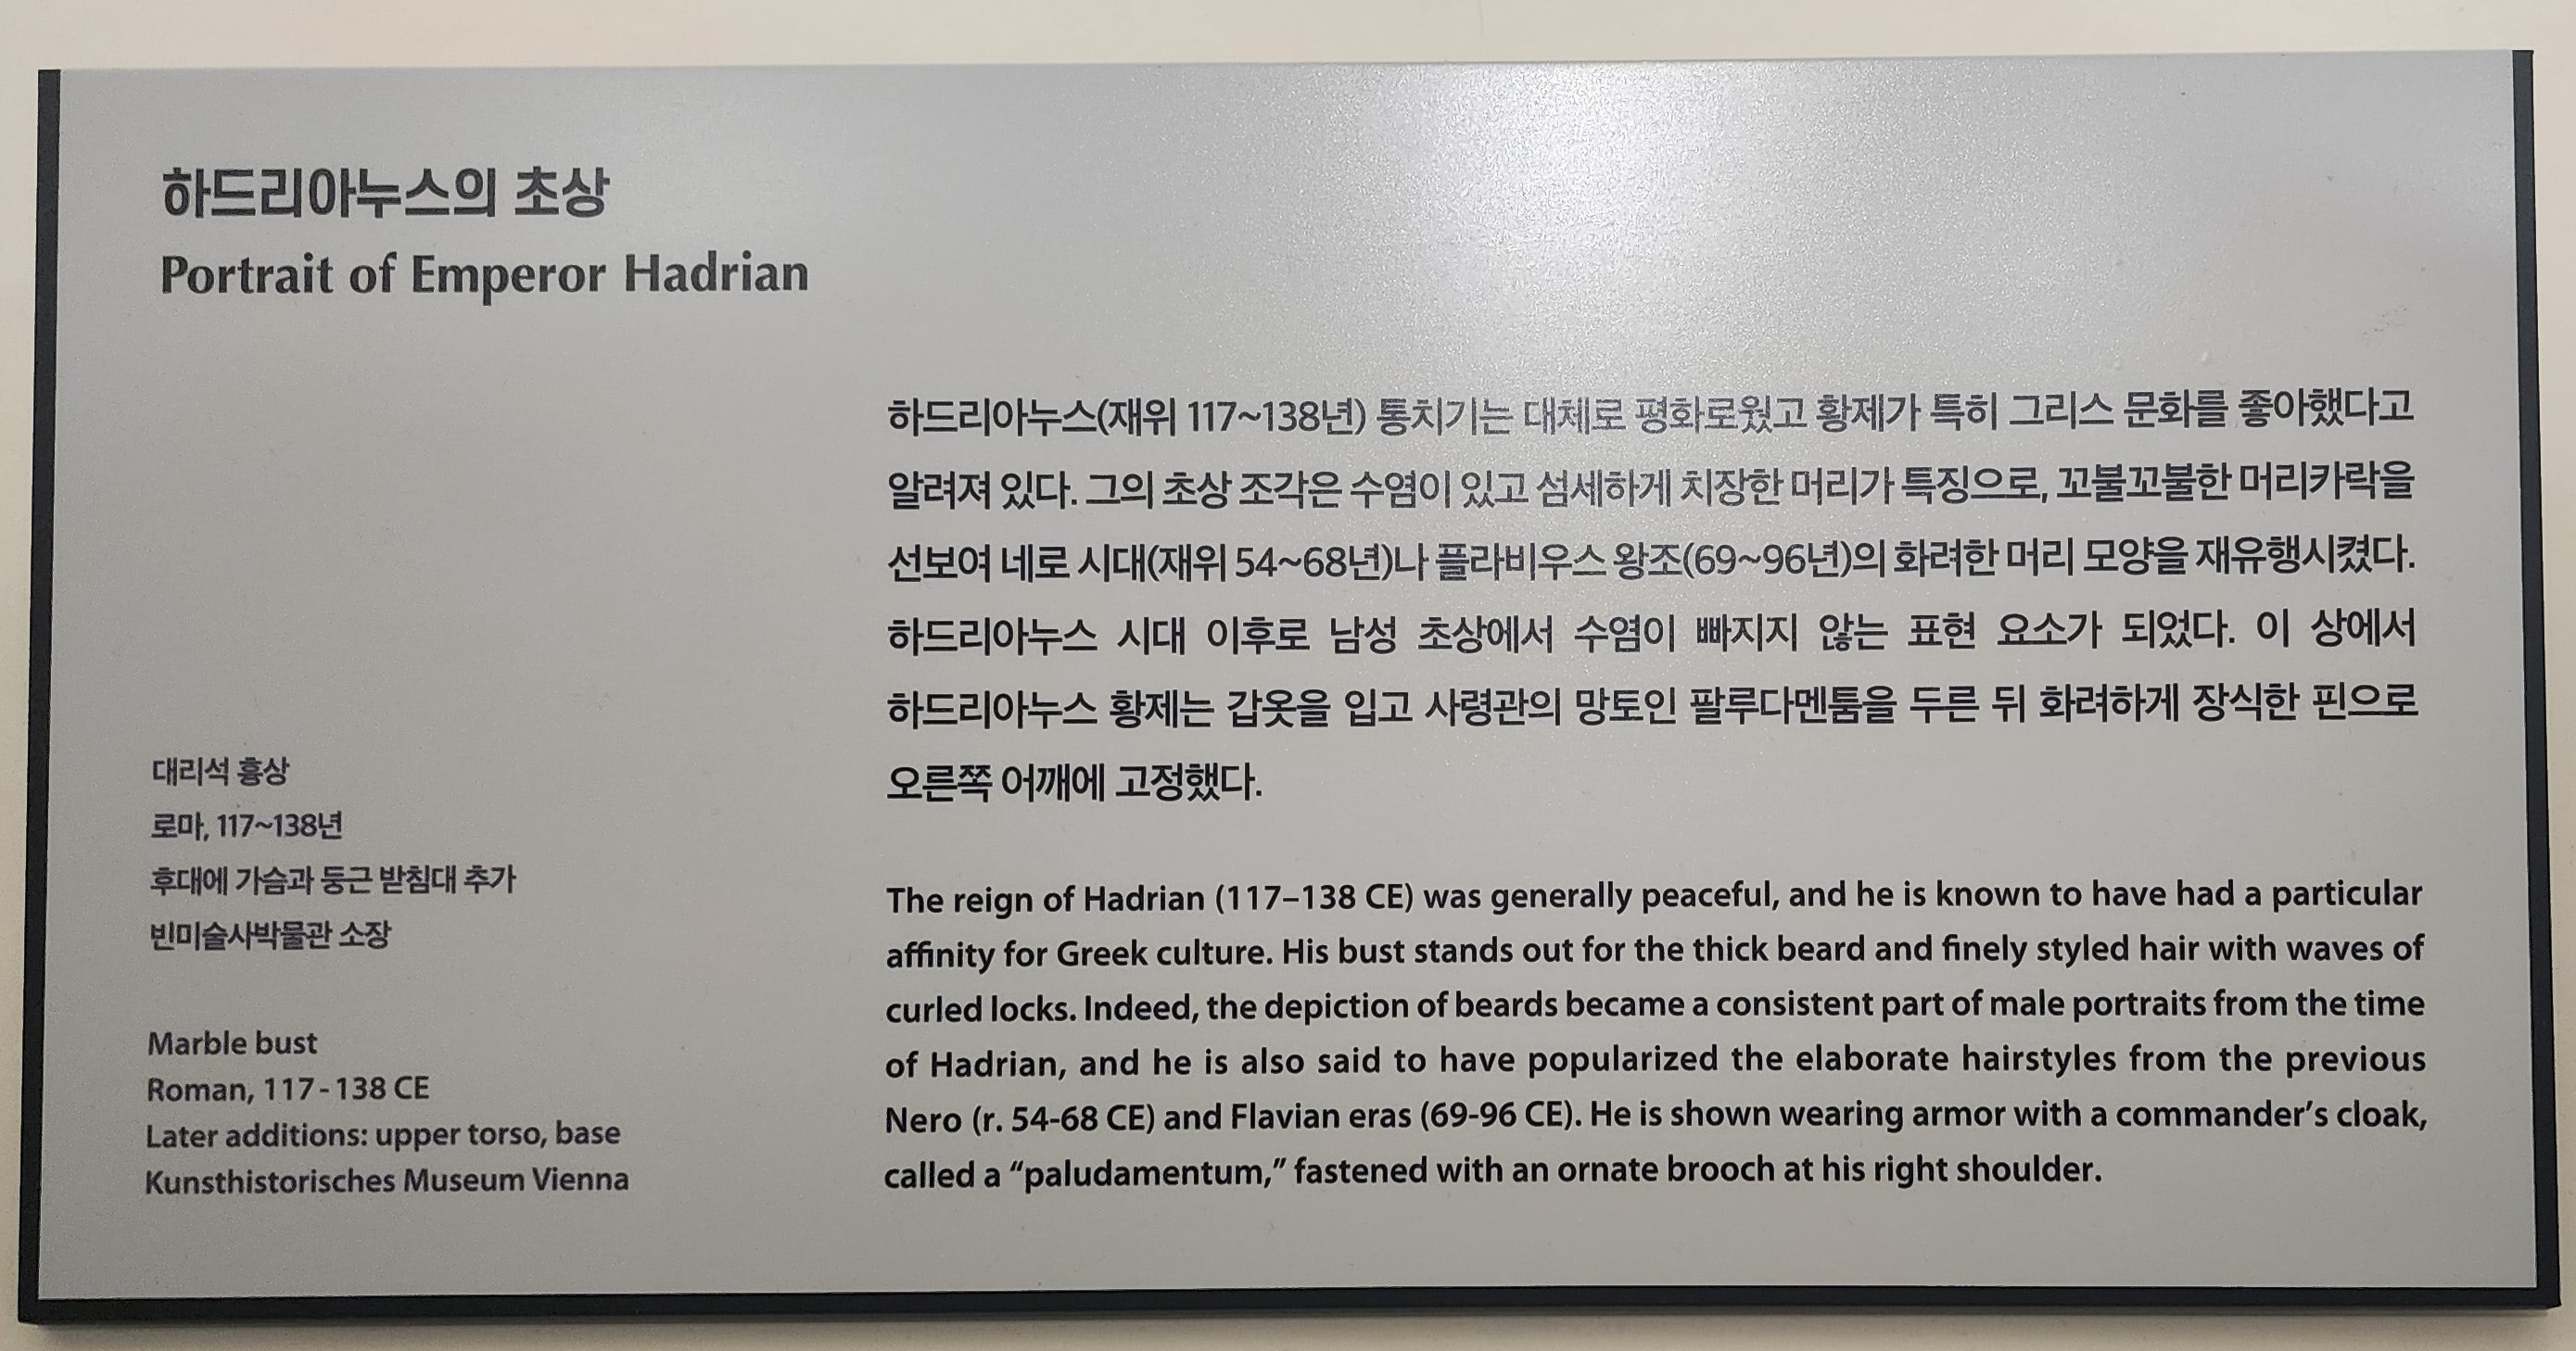 하드리아누스의 초상
Portrait of Emperor Hadrian
하드리아누스(재위 117~138년) 통치기는 대체로 평화로웠고 황제가 특히 그리스 문화를 좋아했다고
알려져 있다. 그의 초상 조각은 수염이 있고 섬세하게 치장한 머리가 특징으로, 꼬불꼬불한 머리카락을
선보여 네로 시대(재위 54~68년)나 플라비우스 왕조(69~96년)의 화려한 머리 모양을 재유행시켰다.
하드리아누스 시대 이후로 남성 초상에서 수염이 빠지지 않는 표현 요소가 되었다. 이 상에서
하드리아누스 황제는 갑옷을 입고 사령관의 망토인 팔루다멘툼을 두른 뒤 화려하게 장식한 핀으로
오른쪽 어깨에 고정했다.
대리석 흉상
로마, 117~138년
후대에 가슴과 둥근 받침대 추가
빈미술사박물관 소장
Marble bust
Roman, 117-138 CE
Later additions: upper torso, base
Kunsthistorisches Museum Vienna
The reign of Hadrian (117–138 CE) was generally peaceful, and he is known to have had a particular
affinity for Greek culture. His bust stands out for the thick beard and finely styled hair with waves of
curled locks. Indeed, the depiction of beards became a consistent part of male portraits from the time
of Hadrian, and he is also said to have popularized the elaborate hairstyles from the previous
Nero (r. 54-68 CE) and Flavian eras (69-96 CE). He is shown wearing armor with a commander’s cloak,
called a “paludamentum,” fastened with an ornate brooch at his right shoulder.